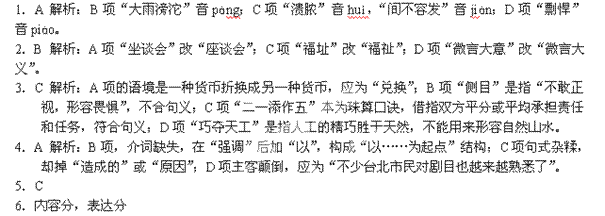 1. A 解析：B 项“大雨滂沱”音 pāng；C 项“溃脓”音 huì，“间不容发”音 jiān；D 项“剽悍”
音 piāo。
2. B 解析：A 项“坐谈会”改“座谈会”；C 项“福址”改“福祉”；D 项“微言大意”改“微言大
义”。
3. C 解析：A 项的语境是一种货币折换成另一种货币，应为“兑换”；B 项“侧目”是指“不敢正
视，形容畏惧”，不合句义；C 项“二一添作五”本为珠算口诀，借指双方平分或平均承担责任
和任务，符合句义；D 项“巧夺天工”是指人工的精巧胜于天然，不能用来形容自然山水。
4. A 解析：B 项，介词缺失，在“强调”后加“以”，构成“以……为起点”结构；C 项句式杂糅，
却掉“造成的”或“原因”；D 项主客颠倒，应为“不少台北市民对剧目也越来越熟悉了”。
5. C
6. 内容分，表达分